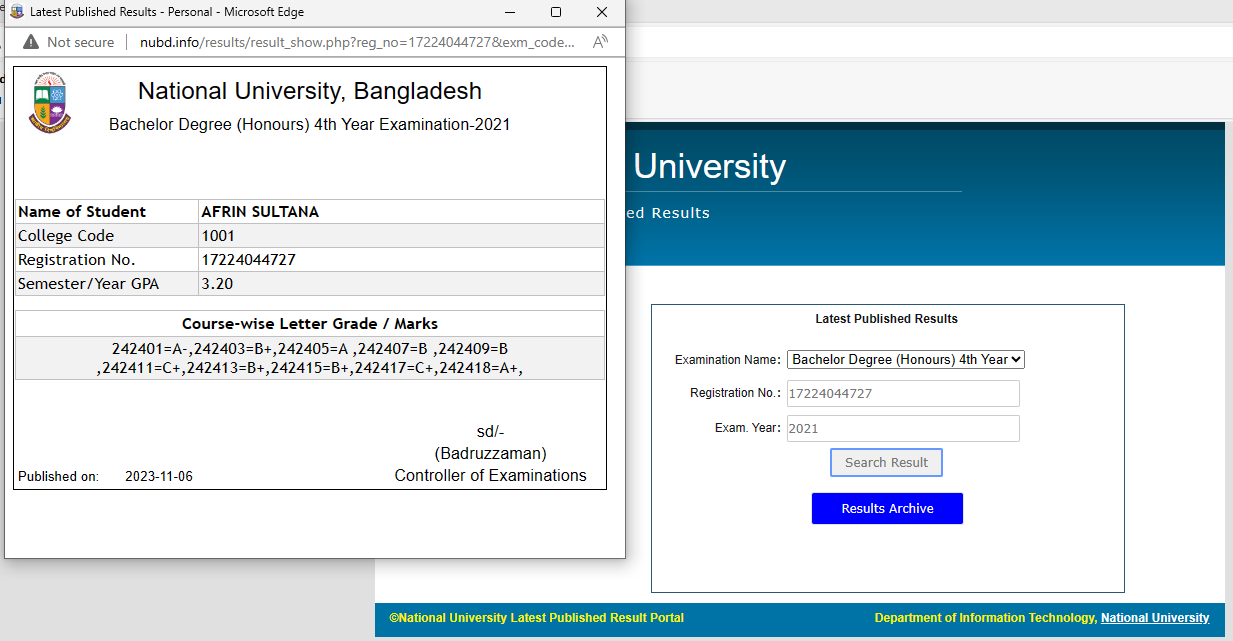 Latest Published Results - Personal - Microsoft Edge
Not secure
nubd.info/results/result_show.php?reg_no=17224044727&exm_code...
National University, Bangladesh
Bachelor Degree (Honours) 4th Year Examination-2021
Name of Student AFRIN SULTANA
College Code 1001
Registration No. 17224044727
Semester/Year GPA 3.20
Course-wise Letter Grade / Marks
242401=A-,242403=B+,242405=A ,242407=B ,242409=B
,242411=C+,242413=B+,242415=B+,242417=C+,242418=A+,
sd/-
(Badruzzaman)
Published on: 2023-11-06 Controller of Examinations
University
ed Results
Latest Published Results
Examination Name: Bachelor Degree (Honours) 4th Year
Registration No.: 17224044727
Exam. Year: 2021
Search Result
Results Archive
©National University Latest Published Result Portal
Department of Information Technology, National University